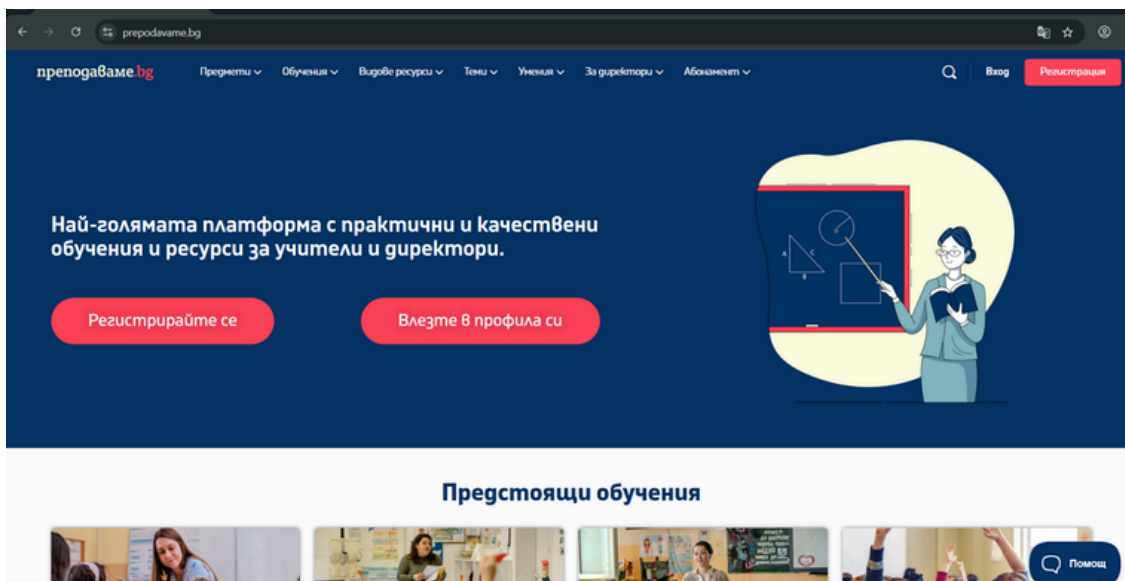 prepodavame.bg
преподаваме.bg
Предмети
Обучения
Видове ресурси
Теми
Умения
За директори
Абонамент
Вход
Регистрация
Най-голямата платформа с практични и качествени
обучения и ресурси за учители и директори.
Регистрирайте се
Влезте в профила си
A
C
B
Предстоящи обучения
Помощ